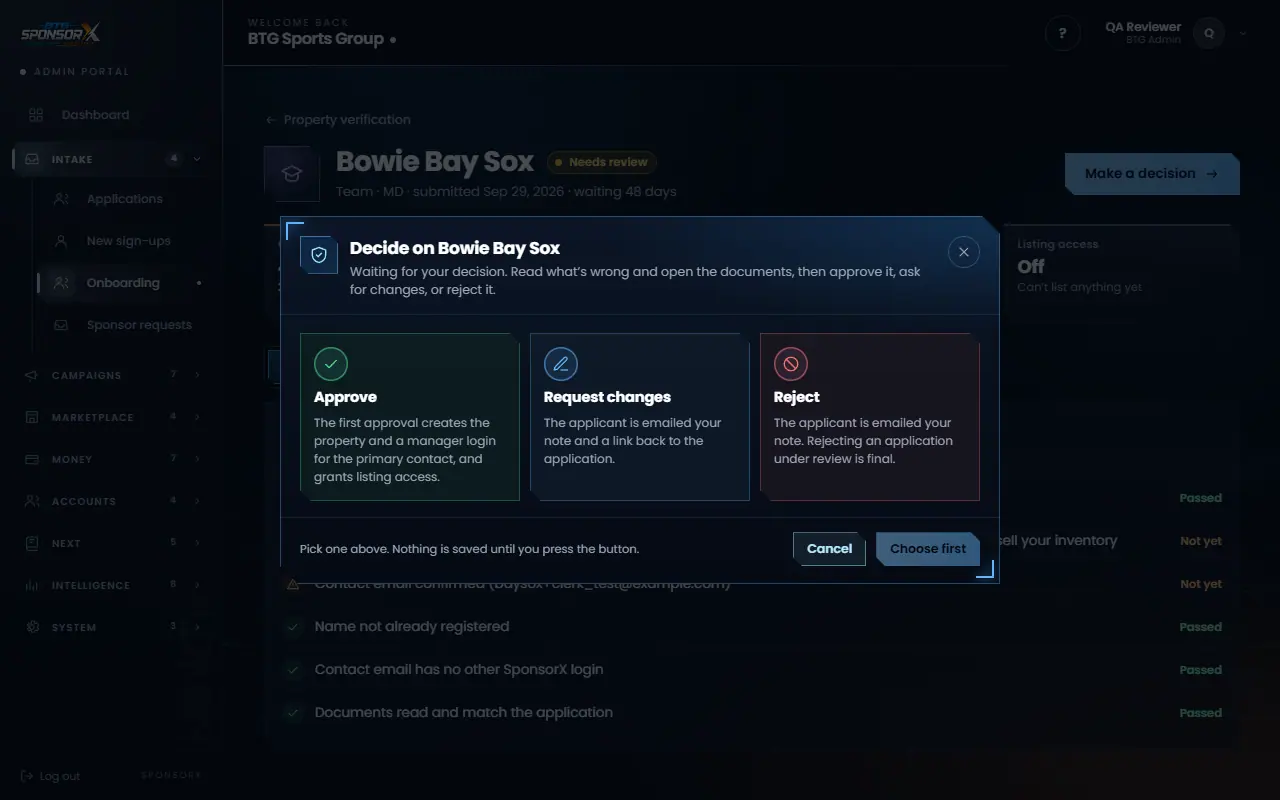 SPONSORX
WELCOME BACK
BTG Sports Group
?
QA Reviewer
BTG Admin
Q
ADMIN PORTAL
Dashboard
INTAKE 4
Applications
New sign-ups
Onboarding
Sponsor requests
CAMPAIGNS 7
MARKETPLACE 4
MONEY 7
ACCOUNTS 4
NEXT 5
INTELLIGENCE 8
SYSTEM 3
Log out
SPONSORX
← Property verification
Bowie Bay Sox
Needs review
Team · MD · submitted Sep 29, 2026 · waiting 48 days
Make a decision →
Listing access
Off
Can't list anything yet
Decide on Bowie Bay Sox
Waiting for your decision. Read what's wrong and open the documents, then approve it, ask
for changes, or reject it.
Approve
The first approval creates the
property and a manager login
for the primary contact, and
grants listing access.
Request changes
The applicant is emailed your
note and a link back to the
application.
Reject
The applicant is emailed your
note. Rejecting an application
under review is final.
Pick one above. Nothing is saved until you press the button.
Cancel
Choose first
Passed
sell your inventory Not yet
Contact email confirmed (baysox+clerk_test@example.com) Not yet
Name not already registered Passed
Contact email has no other SponsorX login Passed
Documents read and match the application Passed